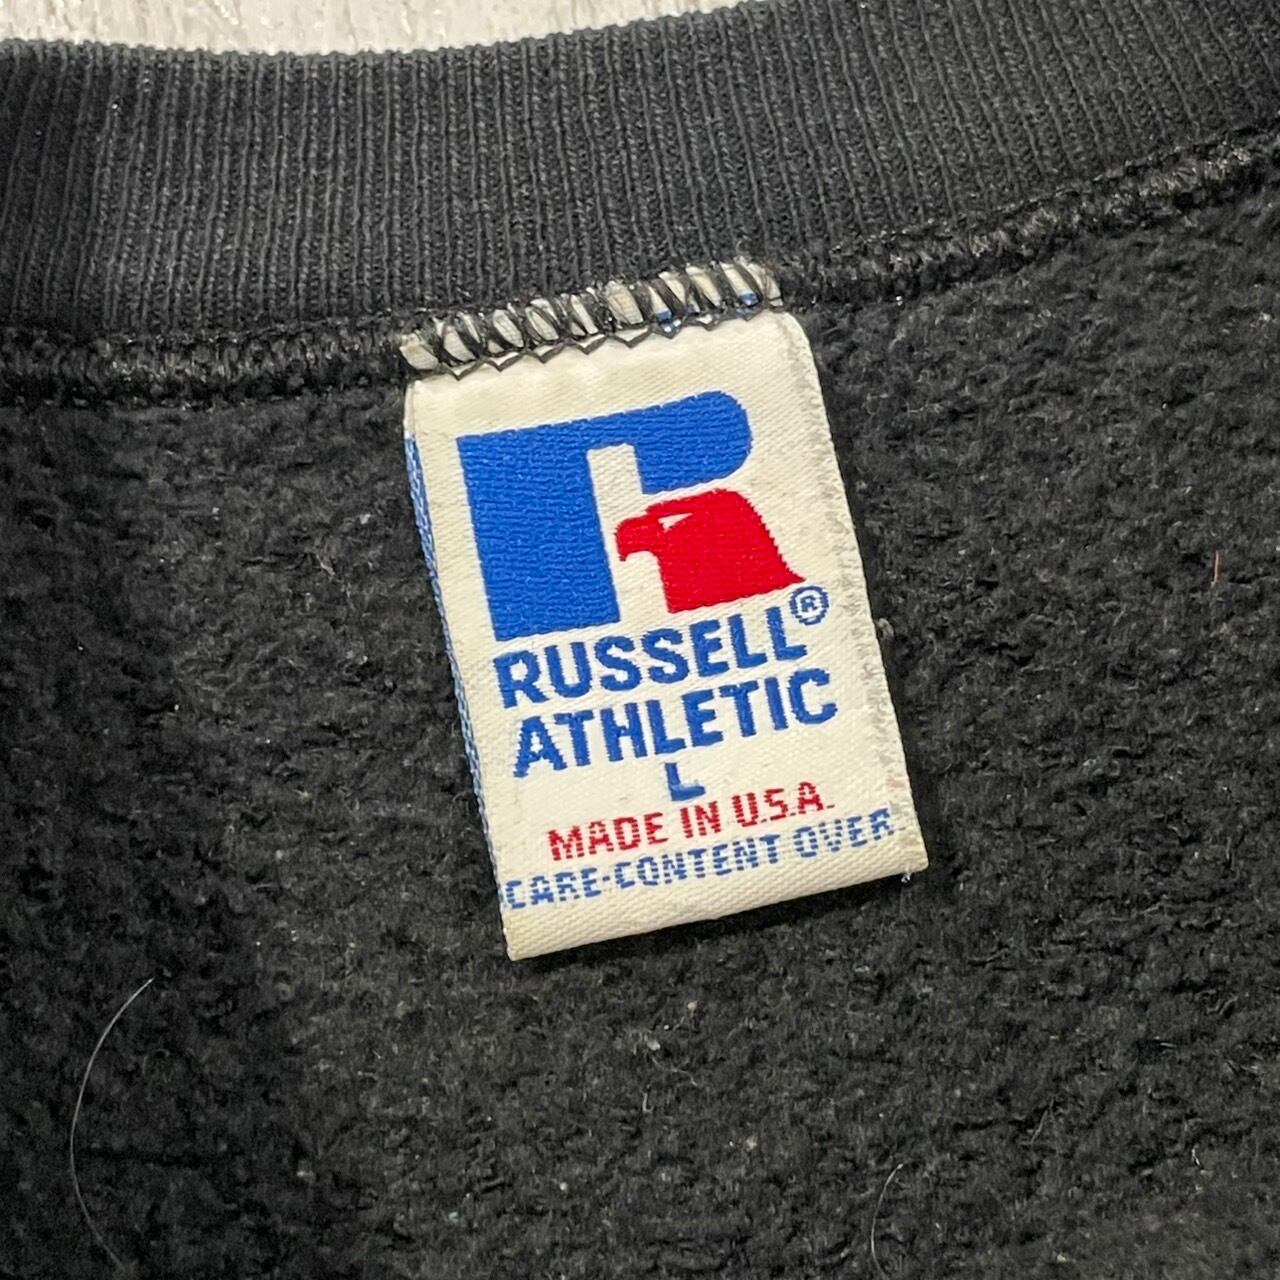 RUSSELL®
ATHLETIC
L
MADE IN U.S.A.
CARE-CONTENT OVER